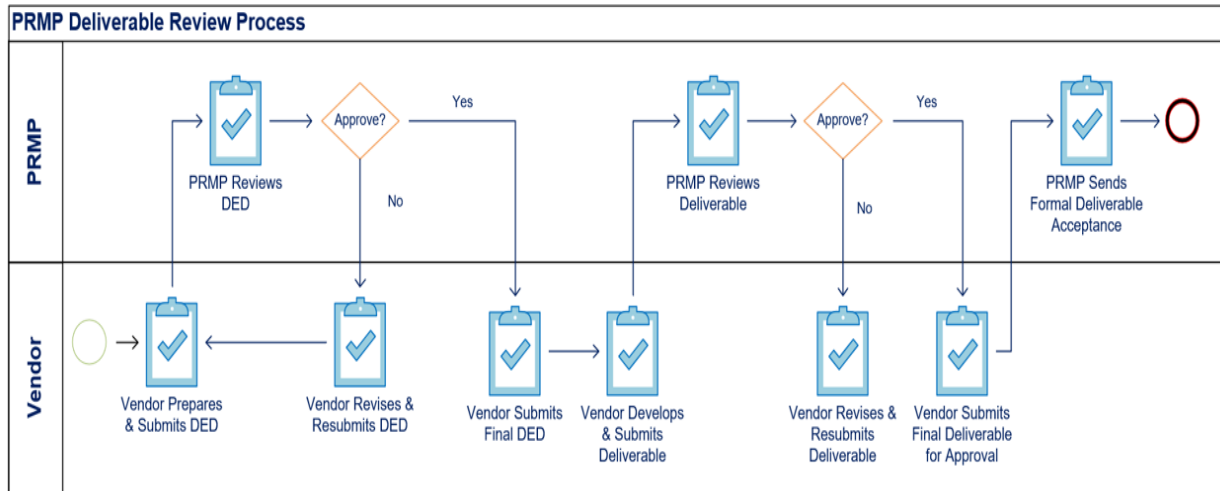 PRMP Deliverable Review Process
PRMP
PRMP Reviews
DED
Approve?
Yes
No
PRMP Reviews
Deliverable
Approve?
Yes
No
PRMP Sends
Formal Deliverable
Acceptance
Vendor
Vendor Prepares
& Submits DED
Vendor Revises &
Resubmits DED
Vendor Submits
Final DED
Vendor Develops
& Submits
Deliverable
Vendor Revises &
Resubmits
Deliverable
Vendor Submits
Final Deliverable
for Approval